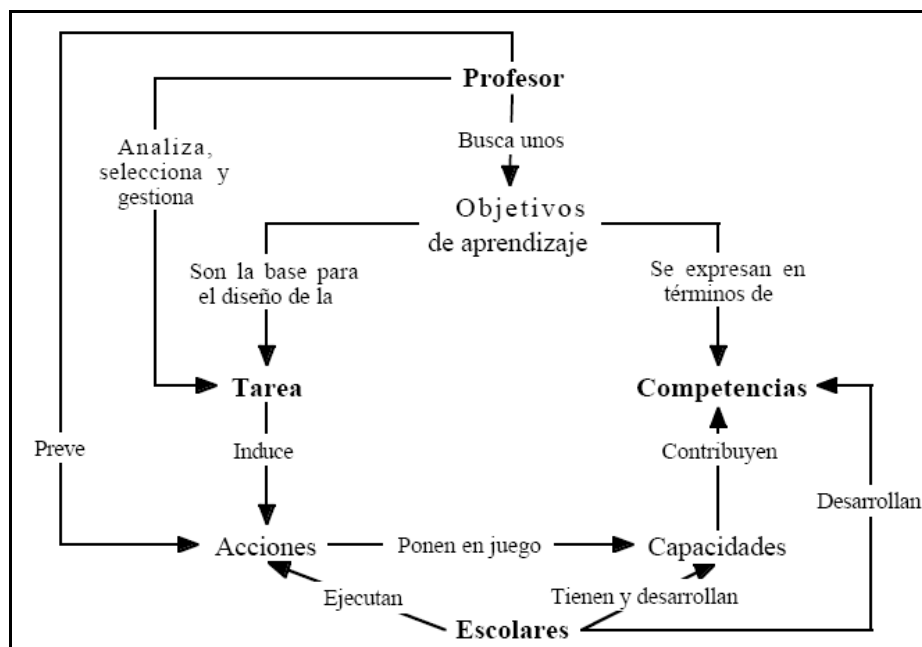 Profesor
Analiza,
selecciona y
gestiona
Busca unos
Objetivos
de aprendizaje
Son la base para
el diseño de la
Se expresan en
términos de
Tarea
Competencias
Preve
Induce
Contribuyen
Desarrollan
Acciones
Ponen en juego
Capacidades
Ejecutan
Tienen y desarrollan
Escolares